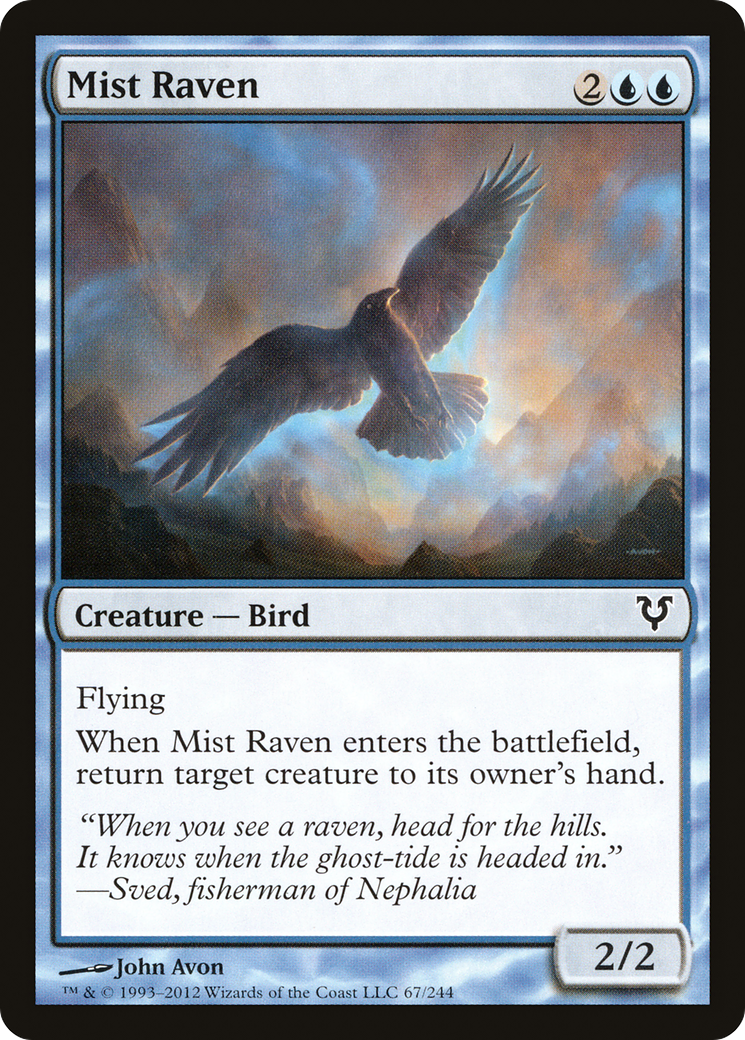 Mist Raven 2
-AVON-
Creature — Bird
Flying
When Mist Raven enters the battlefield,
return target creature to its owner's hand.
“When you see a raven, head for the hills.
It knows when the ghost-tide is headed in.”
—Sved, fisherman of Nephalia
2/2
John Avon
™ & © 1993–2012 Wizards of the Coast LLC 67/244